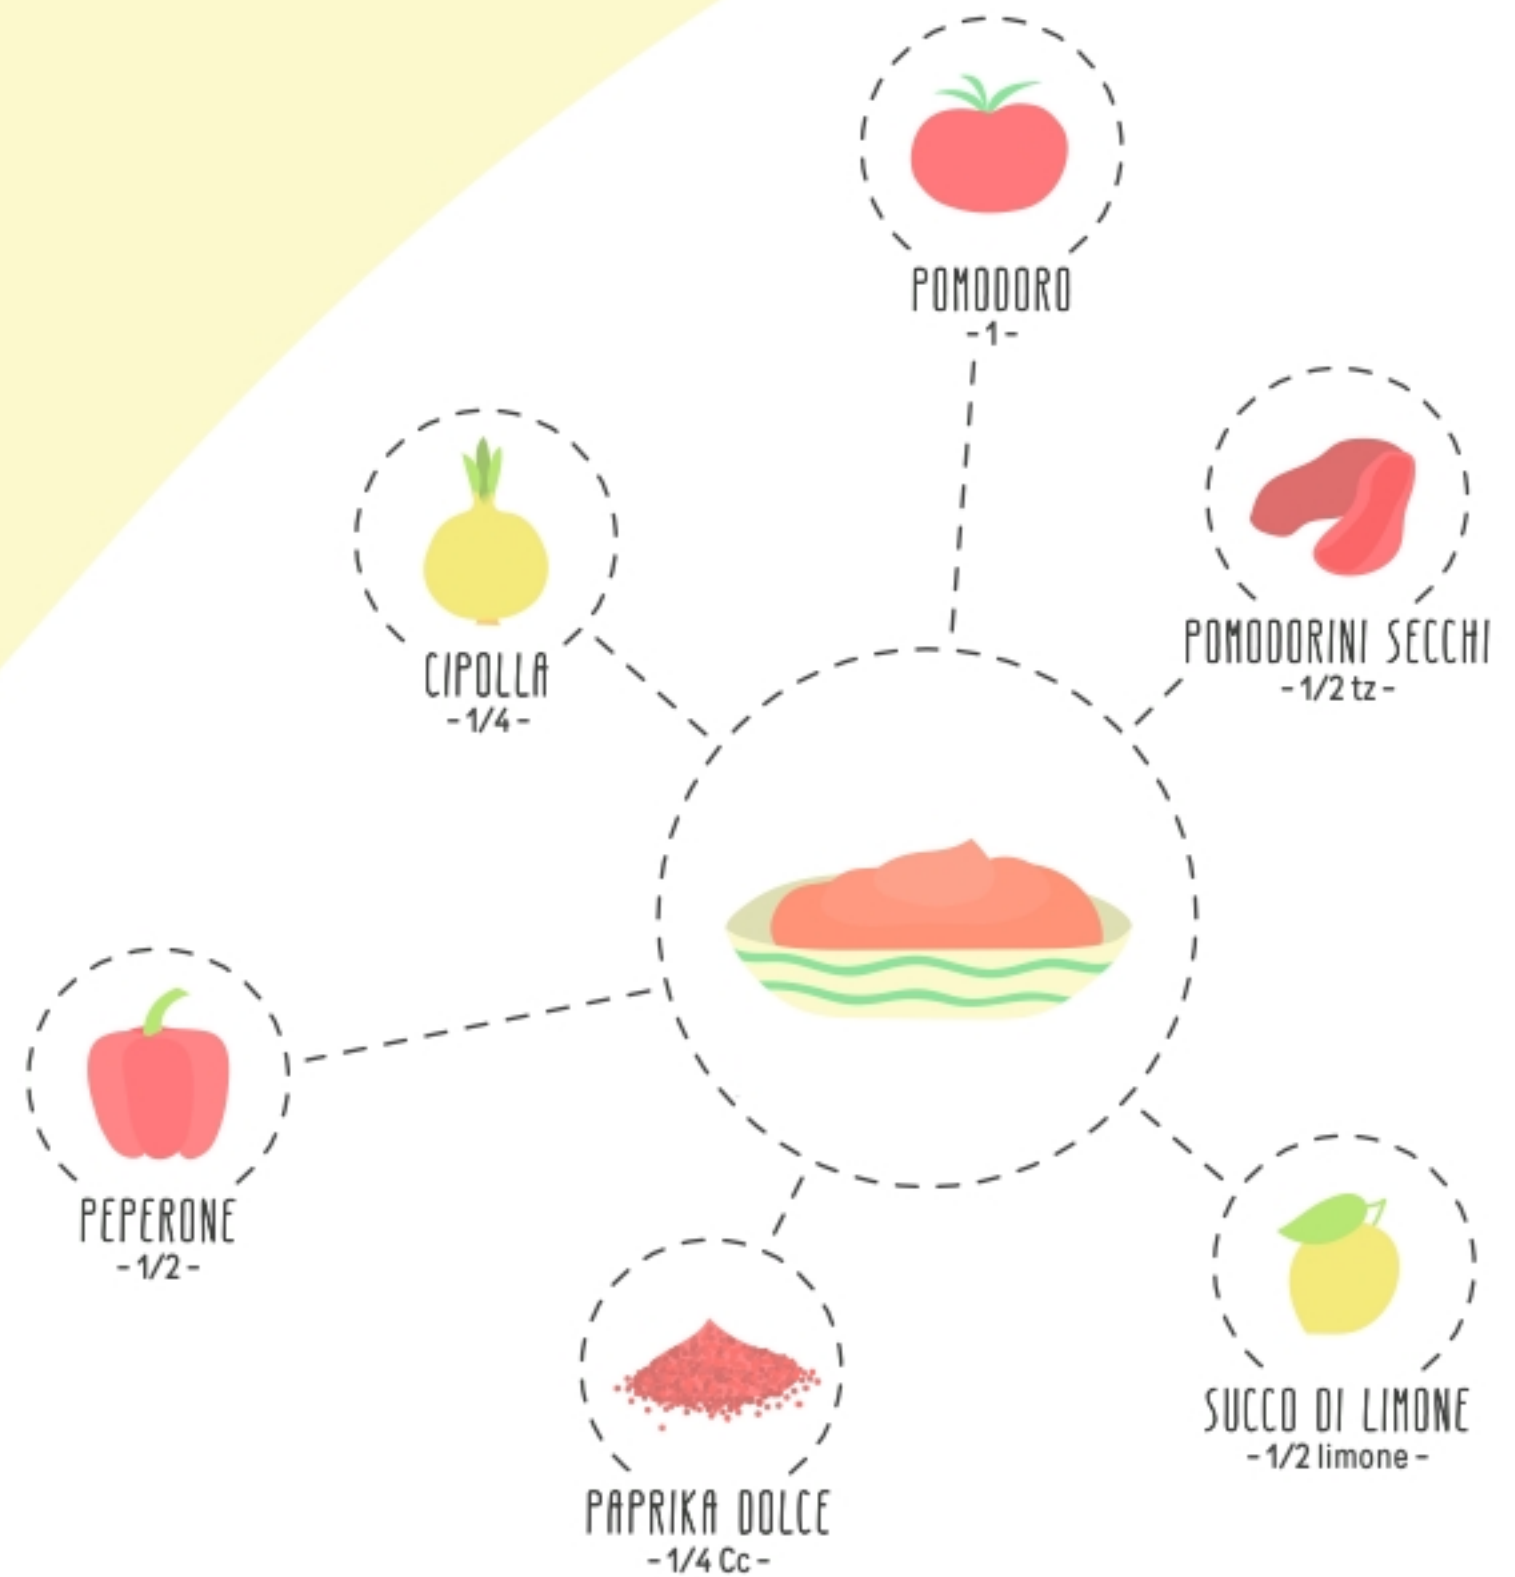 POMODORO
-1-
POMODORINI SECCHI
-1/2 tz-
CIPOLLA
-1/4-
PEPERONE
-1/2-
SUCCO DI LIMONE
-1/2 limone-
PAPRIKA DOLCE
-1/4 Cc-